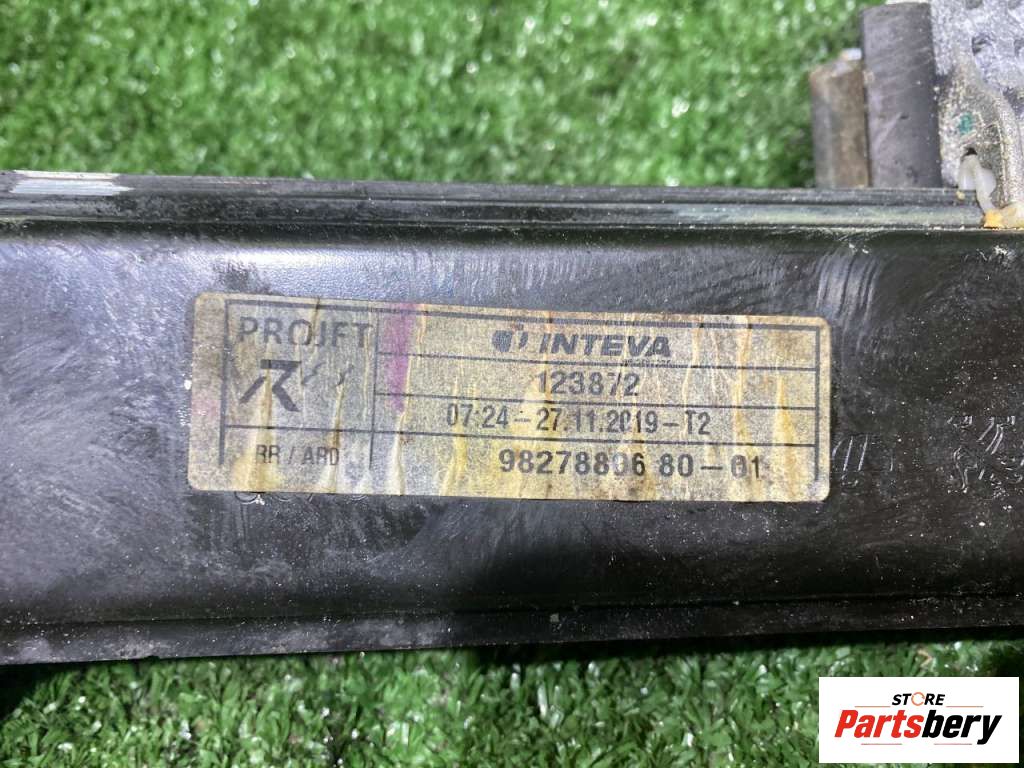 PROJET
INTEVA
R
123872
07:24-27.11.2019-T2
RR / ARD
98278806 80-01
STORE
Partsbery